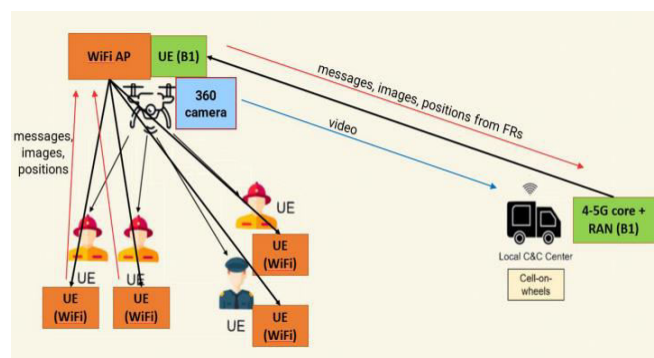 WiFi AP
UE (B1)
360
camera
messages, images, positions from FRs
video
messages,
images,
positions
UE
UE
(WiFi)
4-5G core +
RAN (B1)
Local C&C Center
Cell-on-
wheels
UE
UE
UE
(WiFi)
UE
(WiFi)
UE
UE
(WiFi)